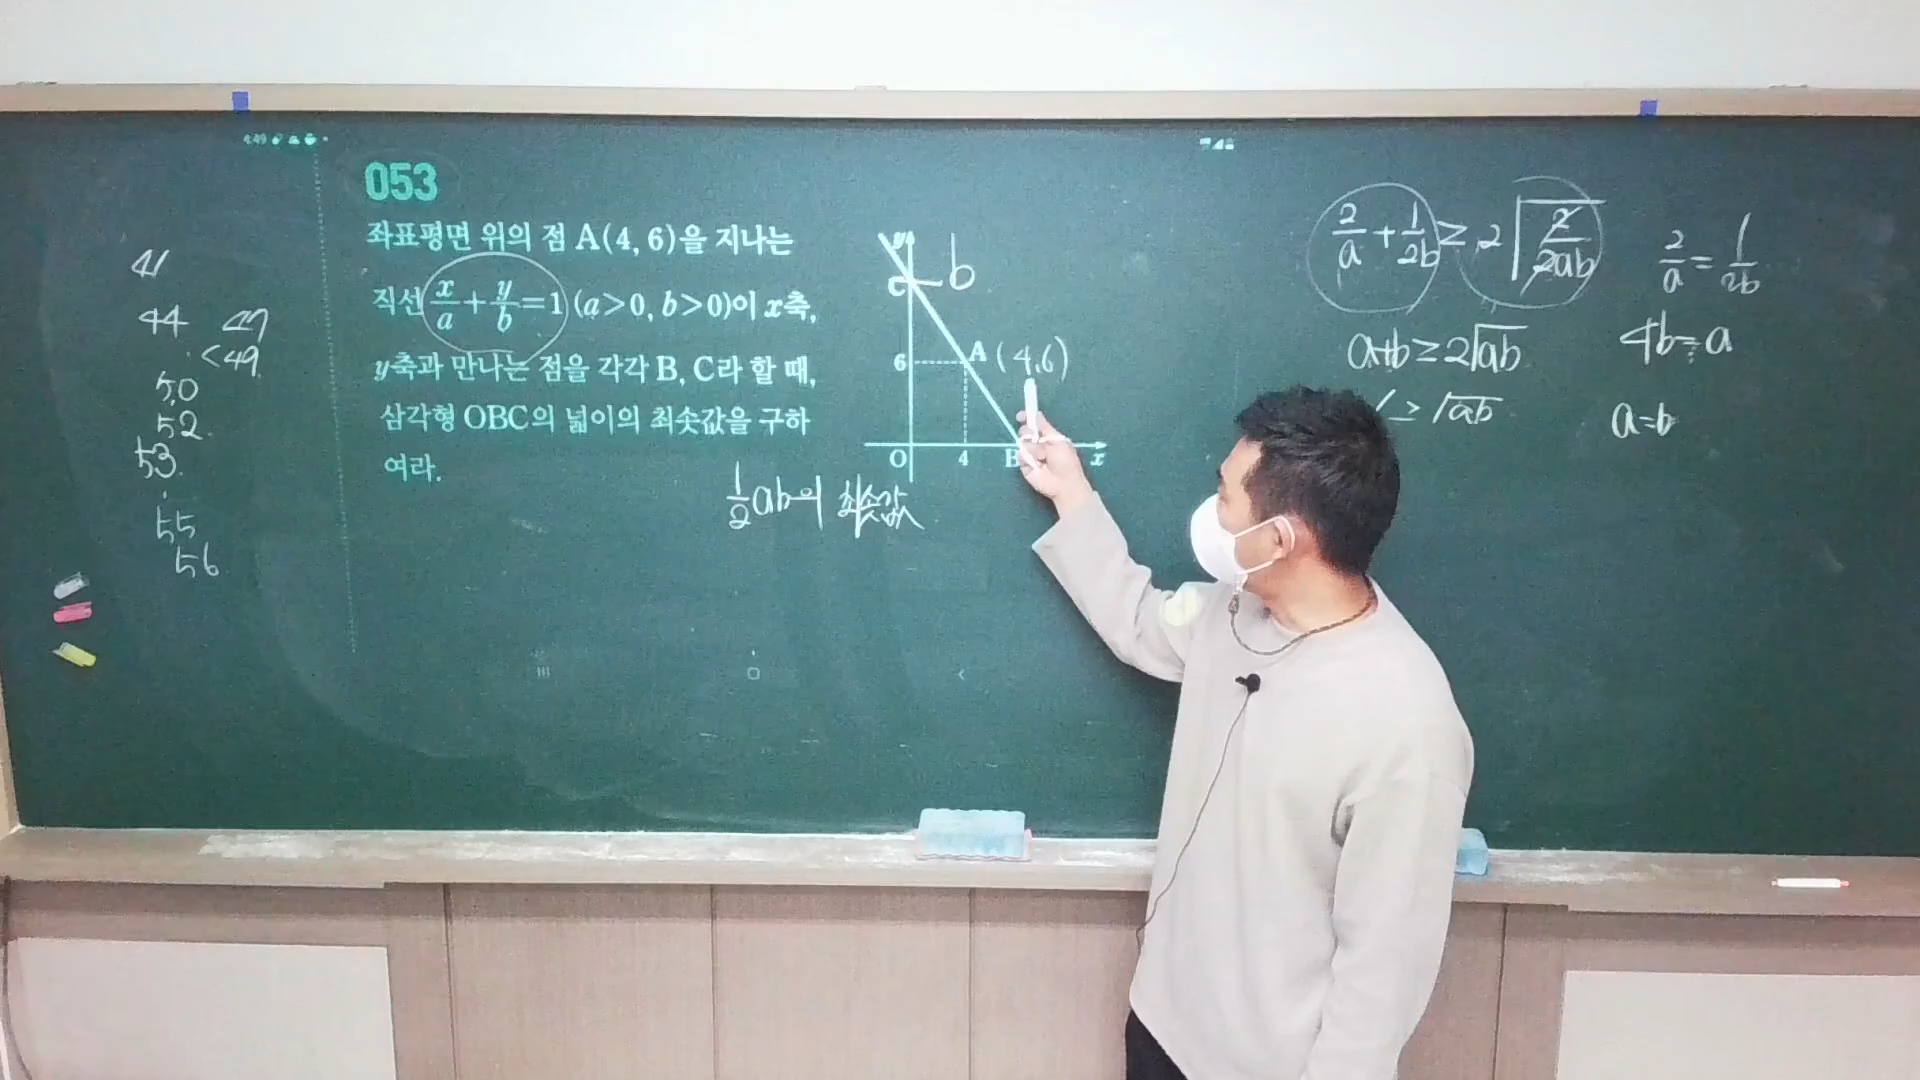 4:49
053
좌표평면 위의 점 A(4, 6)을 지나는
직선 x/a + y/b = 1 (a>0, b>0)이 x축,
y축과 만나는 점을 각각 B, C라 할 때,
삼각형 OBC의 넓이의 최솟값을 구하
여라.
1/2 ab의 최솟값
41
44 47
<49
50
52
53
55
56
y
C b
A (4,6)
6
O 4 B x
2/a + 1/2b ≥ 2√(2/2ab)
a+b ≥ 2√ab
≥ √ab
2/a = 1/2b
4b = a
a=b